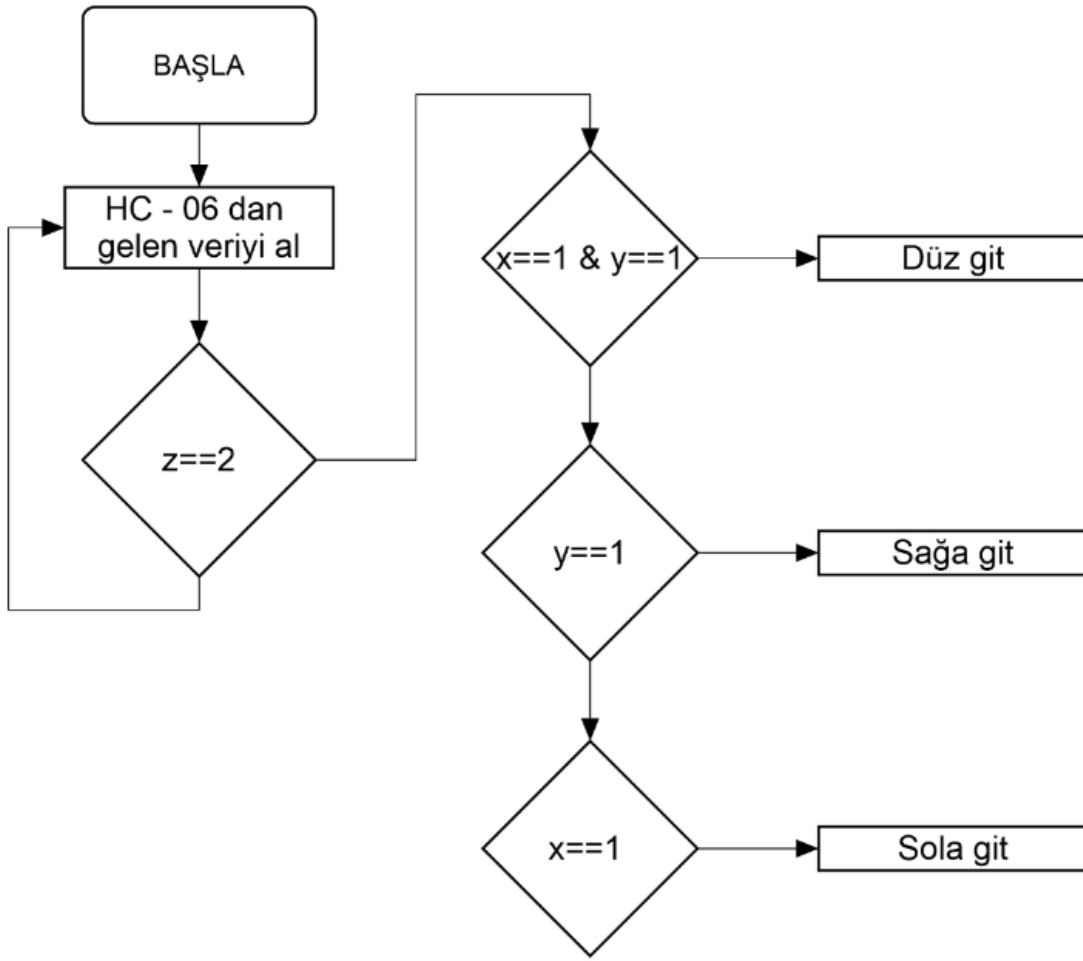 BAŞLA
HC - 06 dan
gelen veriyi al
z==2
x==1 & y==1
Düz git
y==1
Sağa git
x==1
Sola git